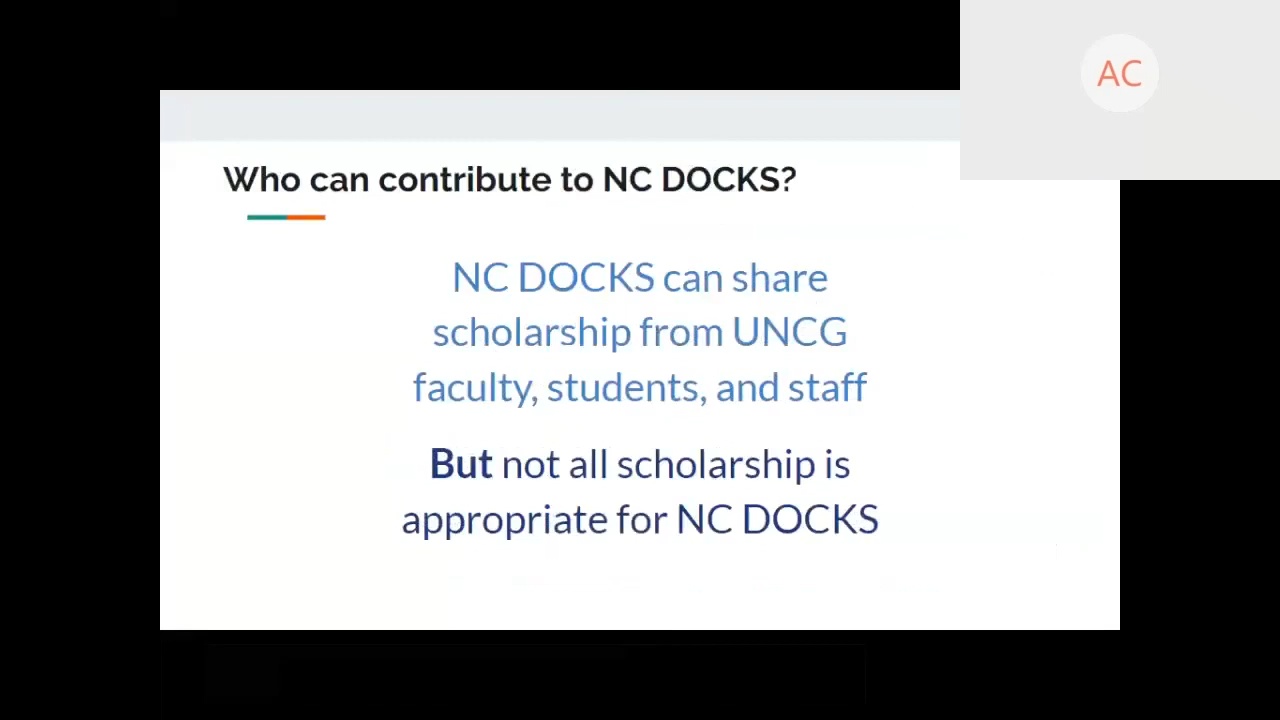 AC
Who can contribute to NC DOCKS?
NC DOCKS can share
scholarship from UNCG
faculty, students, and staff
But not all scholarship is
appropriate for NC DOCKS